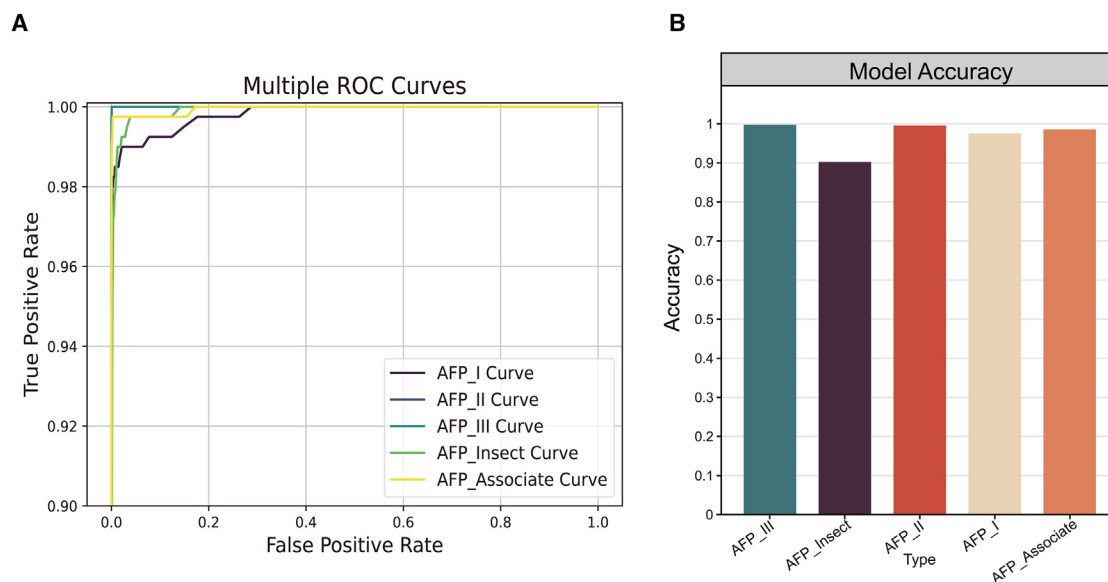 A
B
Multiple ROC Curves
1.00
0.98
0.96
0.94
0.92
0.90
True Positive Rate
0.0
0.2
0.4
0.6
0.8
1.0
False Positive Rate
AFP_I Curve
AFP_II Curve
AFP_III Curve
AFP_Insect Curve
AFP_Associate Curve
Model Accuracy
1
0.9
0.8
0.7
0.6
0.5
0.4
0.3
0.2
0.1
0
Accuracy
AFP_III
AFP_Insect
AFP_II
AFP_I
AFP_Associate
Type